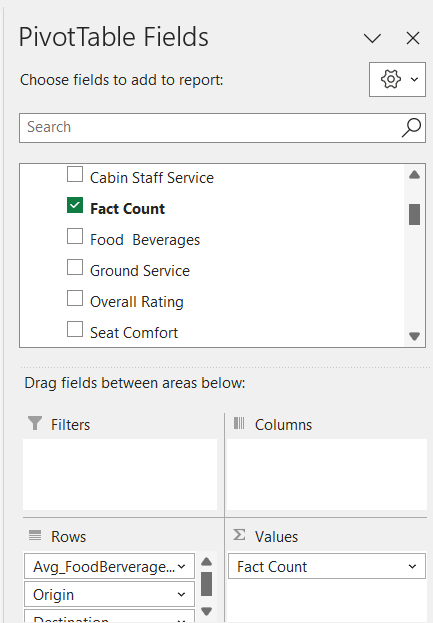 PivotTable Fields
Choose fields to add to report:
Search
Cabin Staff Service
Fact Count
Food Beverages
Ground Service
Overall Rating
Seat Comfort
Drag fields between areas below:
Filters
Columns
Rows
Σ Values
Avg_FoodBerverage...
Fact Count
Origin
Destination